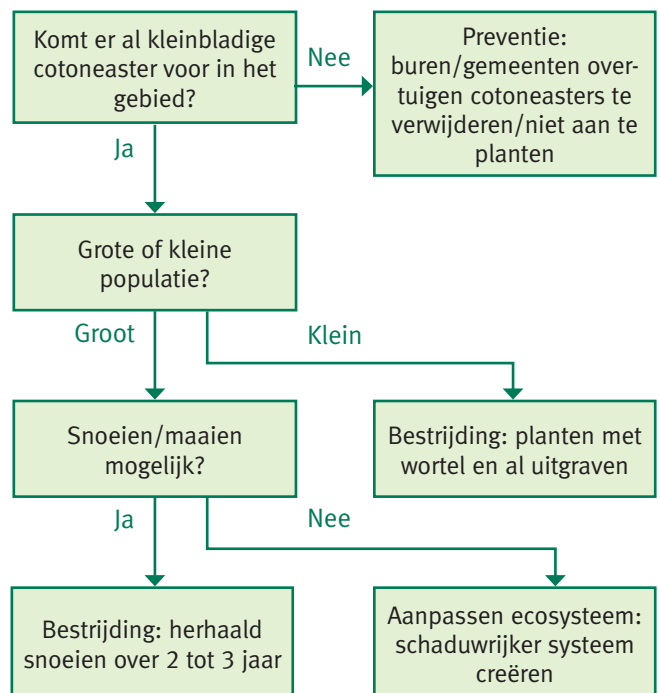 Komt er al kleinbladige
cotoneaster voor in het
gebied?
Nee
Preventie:
buren/gemeenten over-
tuigen cotoneasters te
verwijderen/niet aan te
planten
Ja
Grote of kleine
populatie?
Groot
Klein
Snoeien/maaien
mogelijk?
Bestrijding: planten met
wortel en al uitgraven
Ja
Nee
Bestrijding: herhaald
snoeien over 2 tot 3 jaar
Aanpassen ecosysteem:
schaduwrijker systeem
creëren